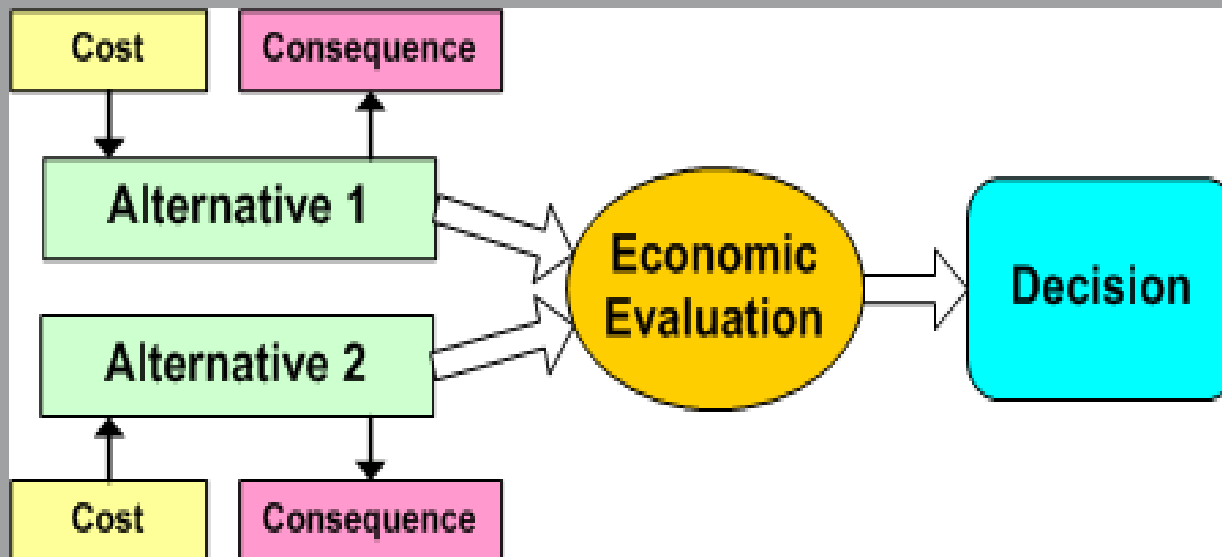 Cost
Consequence
Alternative 1
Economic
Evaluation
Decision
Alternative 2
Cost
Consequence